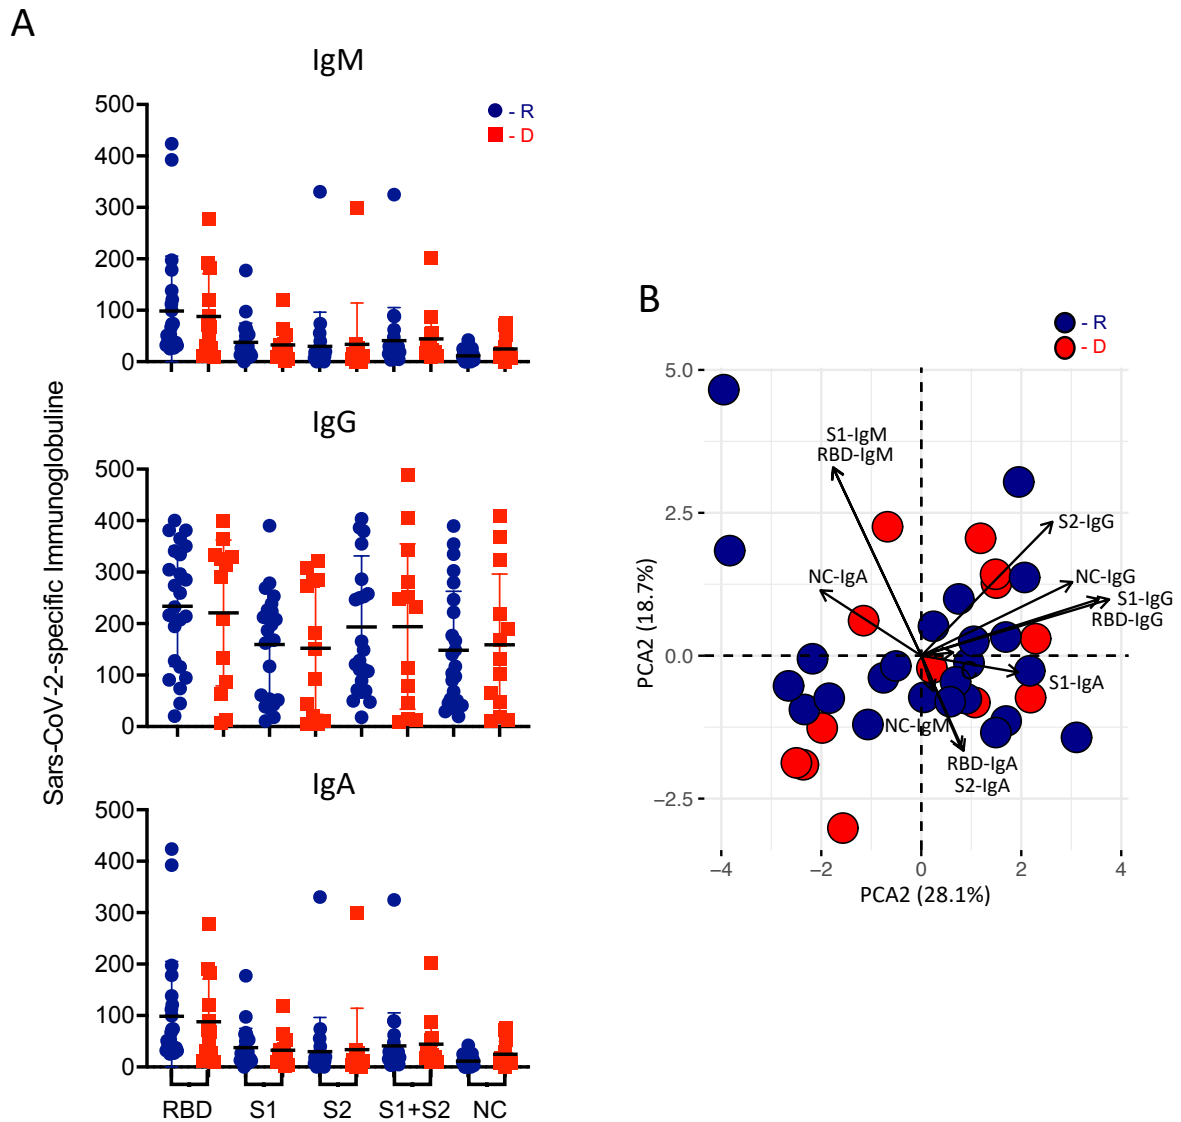 A
IgM
500
400
300
200
100
0
- R
- D
IgG
500
400
300
200
100
0
IgA
500
400
300
200
100
0
RBD S1 S2 S1+S2 NC
Sars-CoV-2-specific Immunoglobuline
B
- R
- D
5.0
2.5
0.0
−2.5
PCA2 (18.7%)
S1-IgM
RBD-IgM
S2-IgG
NC-IgA
NC-IgG
S1-IgG
RBD-IgG
S1-IgA
NC-IgM
RBD-IgA
S2-IgA
−4 −2 0 2 4
PCA2 (28.1%)